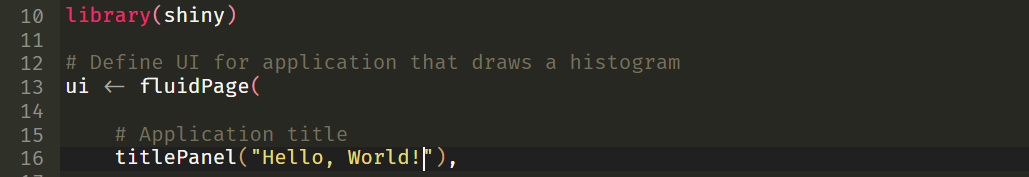 10 library(shiny)
11
12 # Define UI for application that draws a histogram
13 ui <- fluidPage(
14
15     # Application title
16     titlePanel("Hello, World!"),